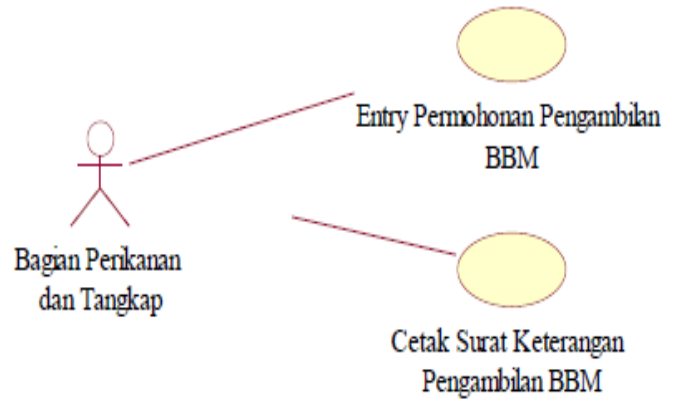 Entry Permohonan Pengambilan
BBM
Bagian Perikanan
dan Tangkap
Cetak Surat Keterangan
Pengambilan BBM